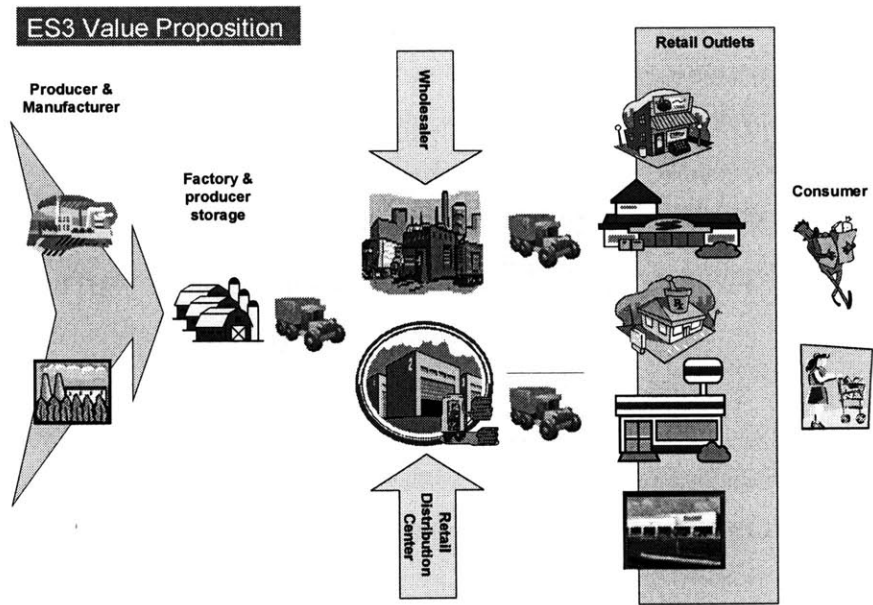 ES3 Value Proposition
Retail Outlets
Producer &
Manufacturer
Wholesaler
Factory &
producer
storage
Consumer
Retail
Distribution
Center